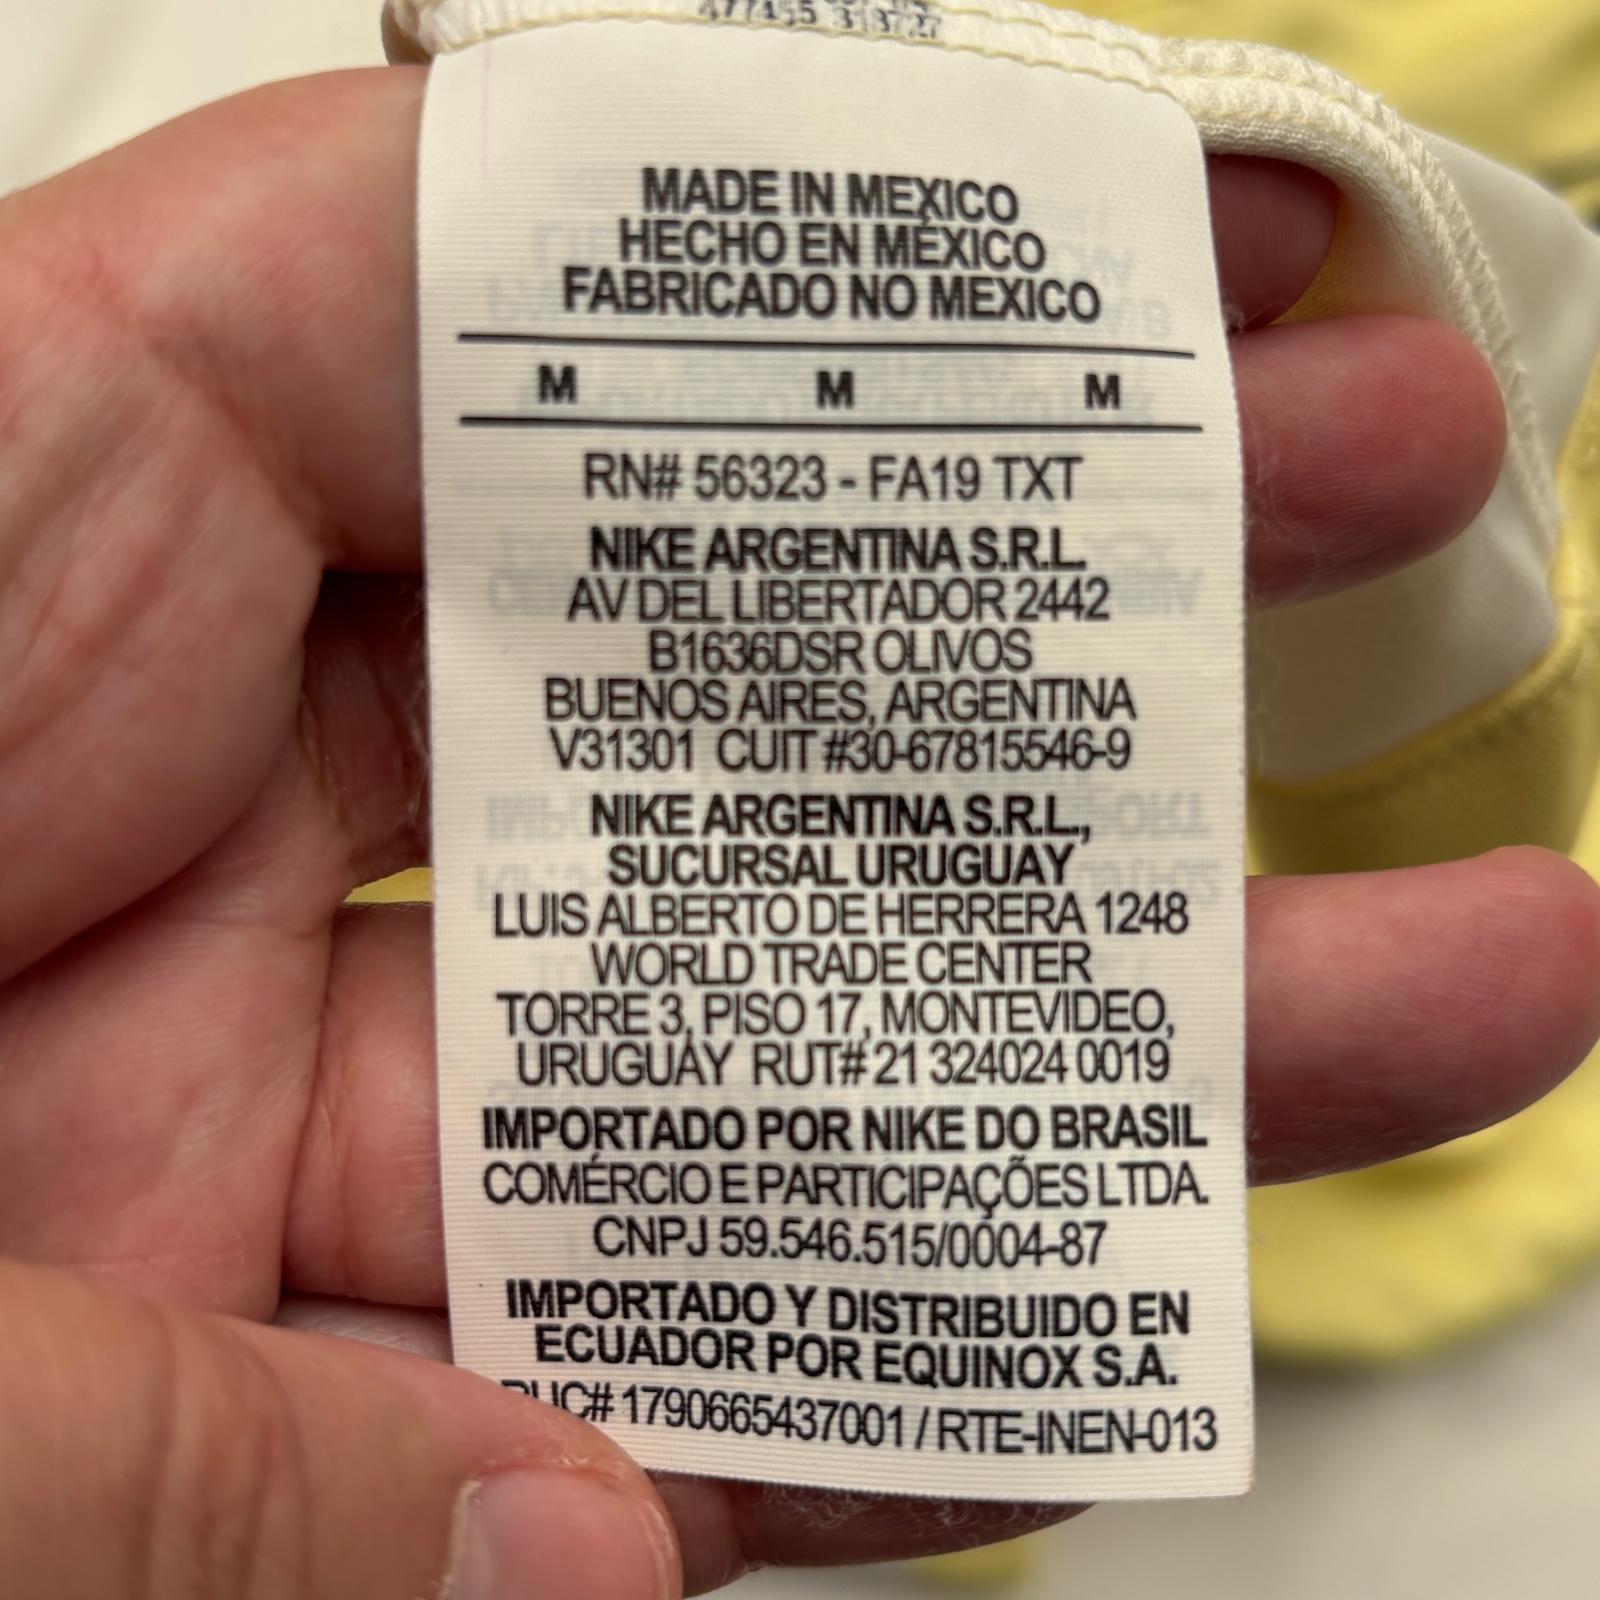 MADE IN MEXICO
HECHO EN MÉXICO
FABRICADO NO MEXICO
M M M
RN# 56323 - FA19 TXT
NIKE ARGENTINA S.R.L.
AV DEL LIBERTADOR 2442
B1636DSR OLIVOS
BUENOS AIRES, ARGENTINA
V31301 CUIT #30-67815546-9
NIKE ARGENTINA S.R.L.,
SUCURSAL URUGUAY
LUIS ALBERTO DE HERRERA 1248
WORLD TRADE CENTER
TORRE 3, PISO 17, MONTEVIDEO,
URUGUAY RUT# 21 324024 0019
IMPORTADO POR NIKE DO BRASIL
COMÉRCIO E PARTICIPAÇÕES LTDA.
CNPJ 59.546.515/0004-87
IMPORTADO Y DISTRIBUIDO EN
ECUADOR POR EQUINOX S.A.
RUC# 1790665437001 / RTE-INEN-013